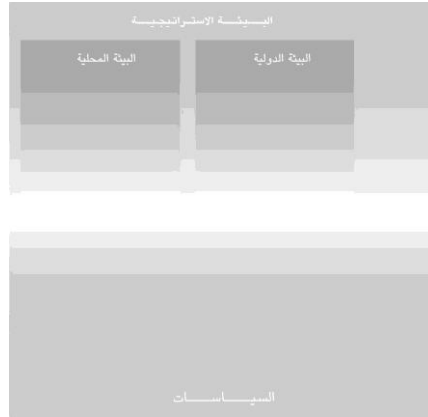 البيئة الاستراتيجية
البيئة الدولية
البيئة المحلية
السياسات